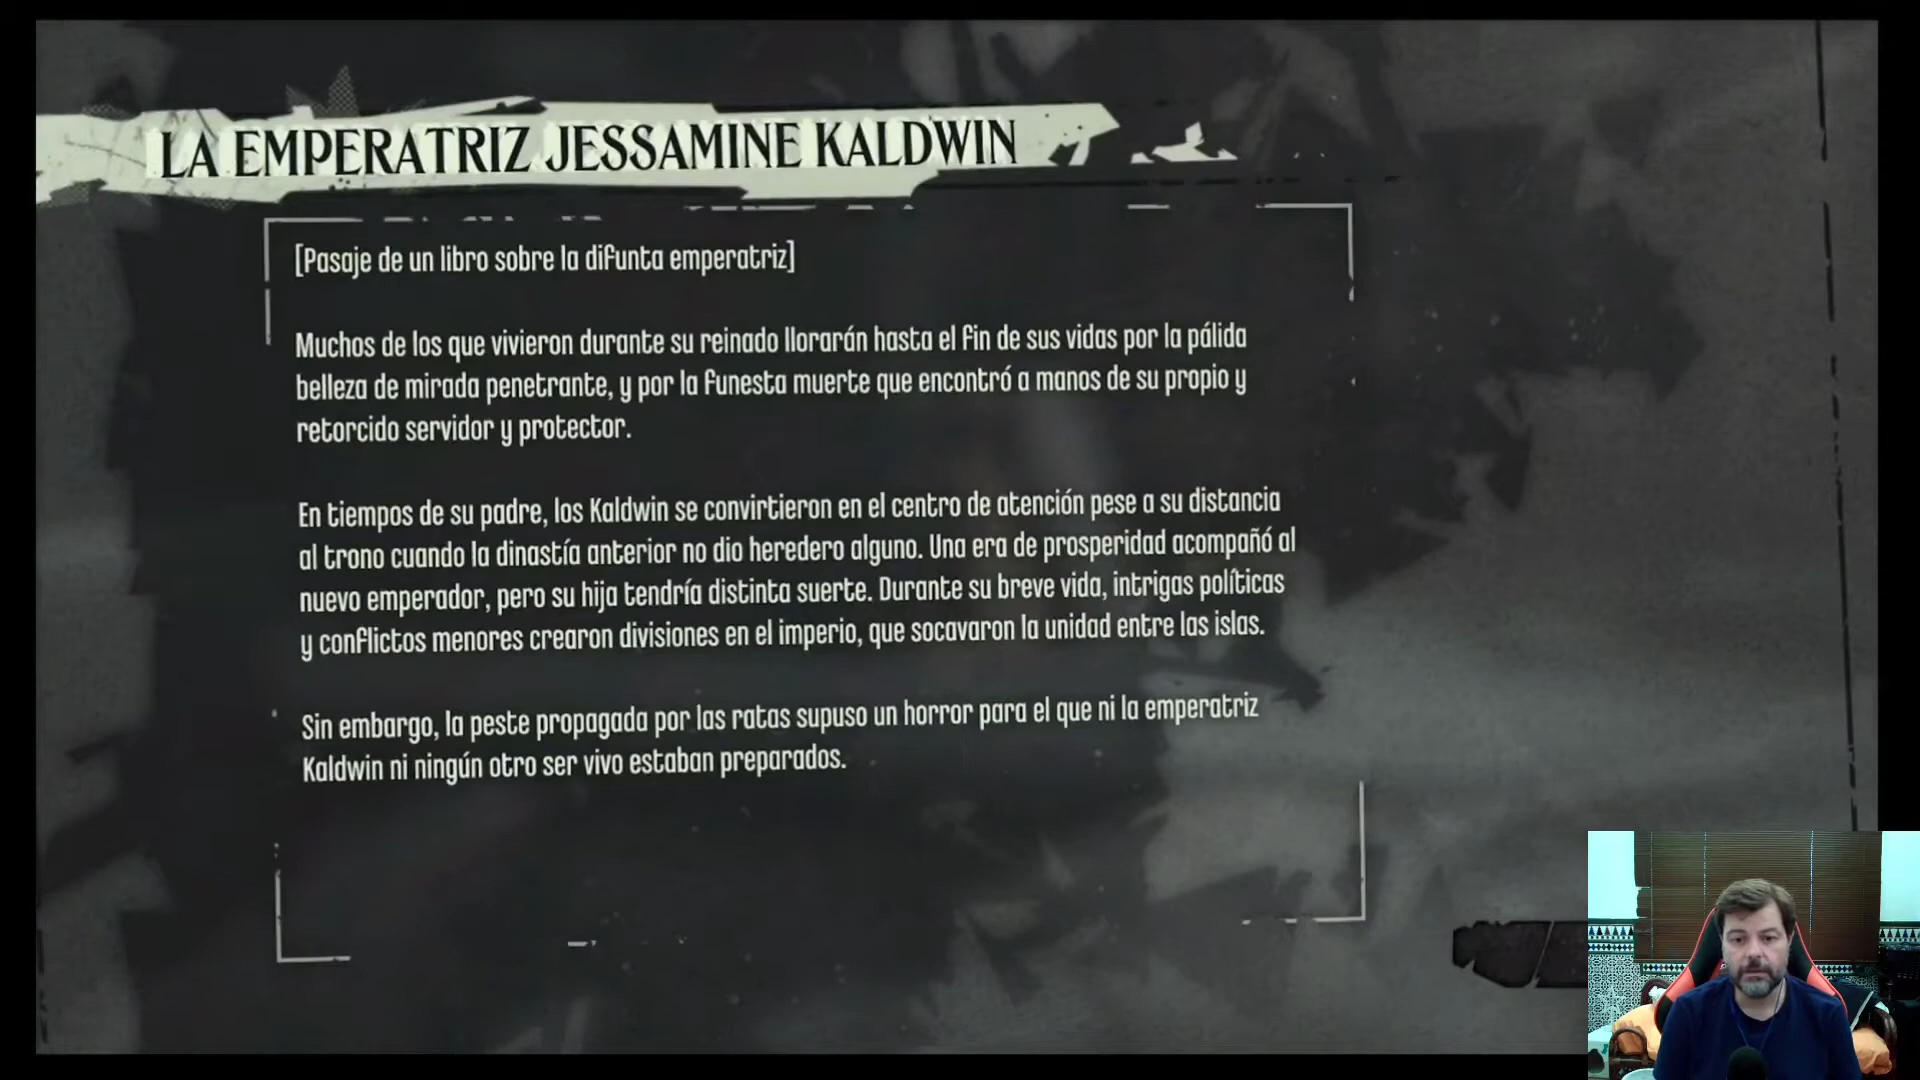 LA EMPERATRIZ JESSAMINE KALDWIN
[Pasaje de un libro sobre la difunta emperatriz]
Muchos de los que vivieron durante su reinado llorarán hasta el fin de sus vidas por la pálida
belleza de mirada penetrante, y por la funesta muerte que encontró a manos de su propio y
retorcido servidor y protector.
En tiempos de su padre, los Kaldwin se convirtieron en el centro de atención pese a su distancia
al trono cuando la dinastía anterior no dio heredero alguno. Una era de prosperidad acompañó al
nuevo emperador, pero su hija tendría distinta suerte. Durante su breve vida, intrigas políticas
y conflictos menores crearon divisiones en el imperio, que socavaron la unidad entre las islas.
Sin embargo, la peste propagada por las ratas supuso un horror para el que ni la emperatriz
Kaldwin ni ningún otro ser vivo estaban preparados.